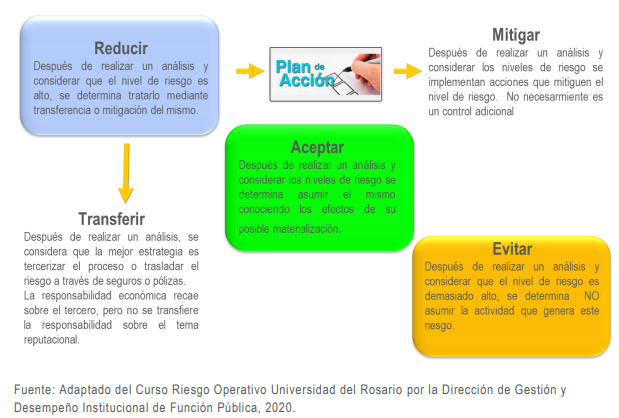 Reducir
Después de realizar un análisis y
considerar que el nivel de riesgo es
alto, se determina tratarlo mediante
transferencia o mitigación del mismo.
Plan de
Acción
Mitigar
Después de realizar un análisis y
considerar los niveles de riesgo se
implementan acciones que mitiguen el
nivel de riesgo. No necesarmiente es
un control adicional
Aceptar
Después de realizar un análisis y
considerar los niveles de riesgo se
determina asumir el mismo
conociendo los efectos de su
posible materialización.
Transferir
Después de realizar un análisis, se
considera que la mejor estrategia es
tercerizar el proceso o trasladar el
riesgo a través de seguros o pólizas.
La responsabilidad económica recae
sobre el tercero, pero no se transfiere
la responsabilidad sobre el tema
reputacional.
Evitar
Después de realizar un análisis y
considerar que el nivel de riesgo es
demasiado alto, se determina NO
asumir la actividad que genera este
riesgo.
Fuente: Adaptado del Curso Riesgo Operativo Universidad del Rosario por la Dirección de Gestión y
Desempeño Institucional de Función Pública, 2020.